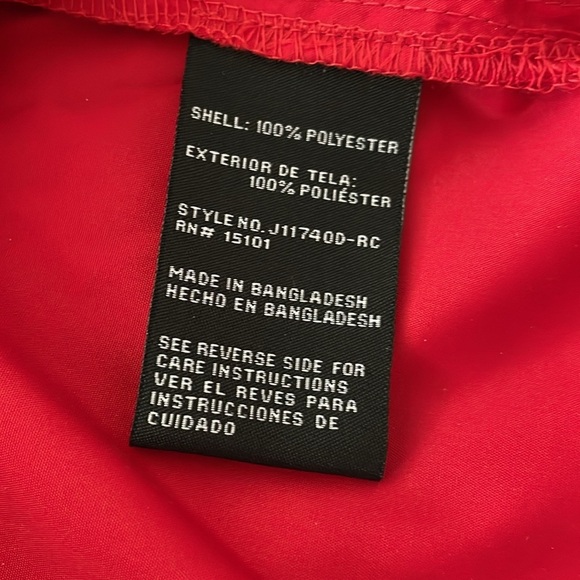 SHELL: 100% POLYESTER
EXTERIOR DE TELA:
100% POLIÉSTER
STYLE NO. J11740D-RC
RN# 15101
MADE IN BANGLADESH
HECHO EN BANGLADESH
SEE REVERSE SIDE FOR
CARE INSTRUCTIONS
VER EL REVES PARA
INSTRUCCIONES DE
CUIDADO